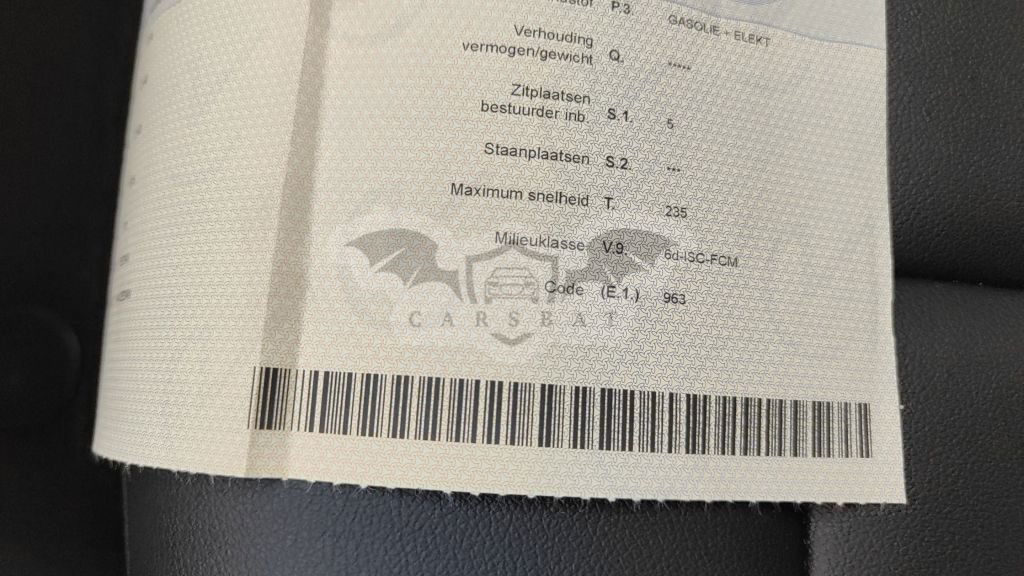 P.3. GASOLIE + ELEKT
Verhouding
vermogen/gewicht Q. *****
Zitplaatsen
bestuurder inb. S.1. 5
Staanplaatsen S.2. ***
Maximum snelheid T. 235
Milieuklasse V.9. 6d-ISC-FCM
Code (E.1.) 963
CARSBAT